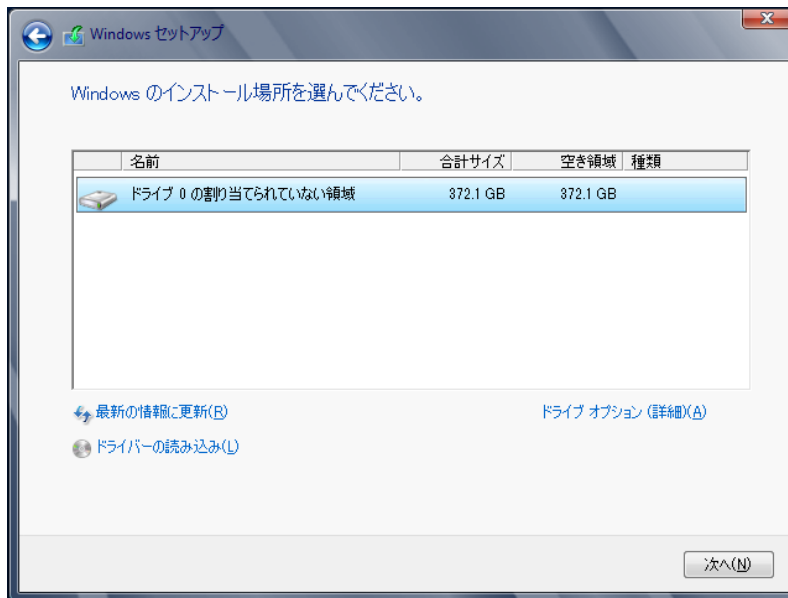 Windows セットアップ
Windows のインストール場所を選んでください。
名前 合計サイズ 空き領域 種類
ドライブ 0 の割り当てられていない領域 372.1 GB 372.1 GB
最新の情報に更新(R) ドライブ オプション (詳細)(A)
ドライバーの読み込み(L)
次へ(N)